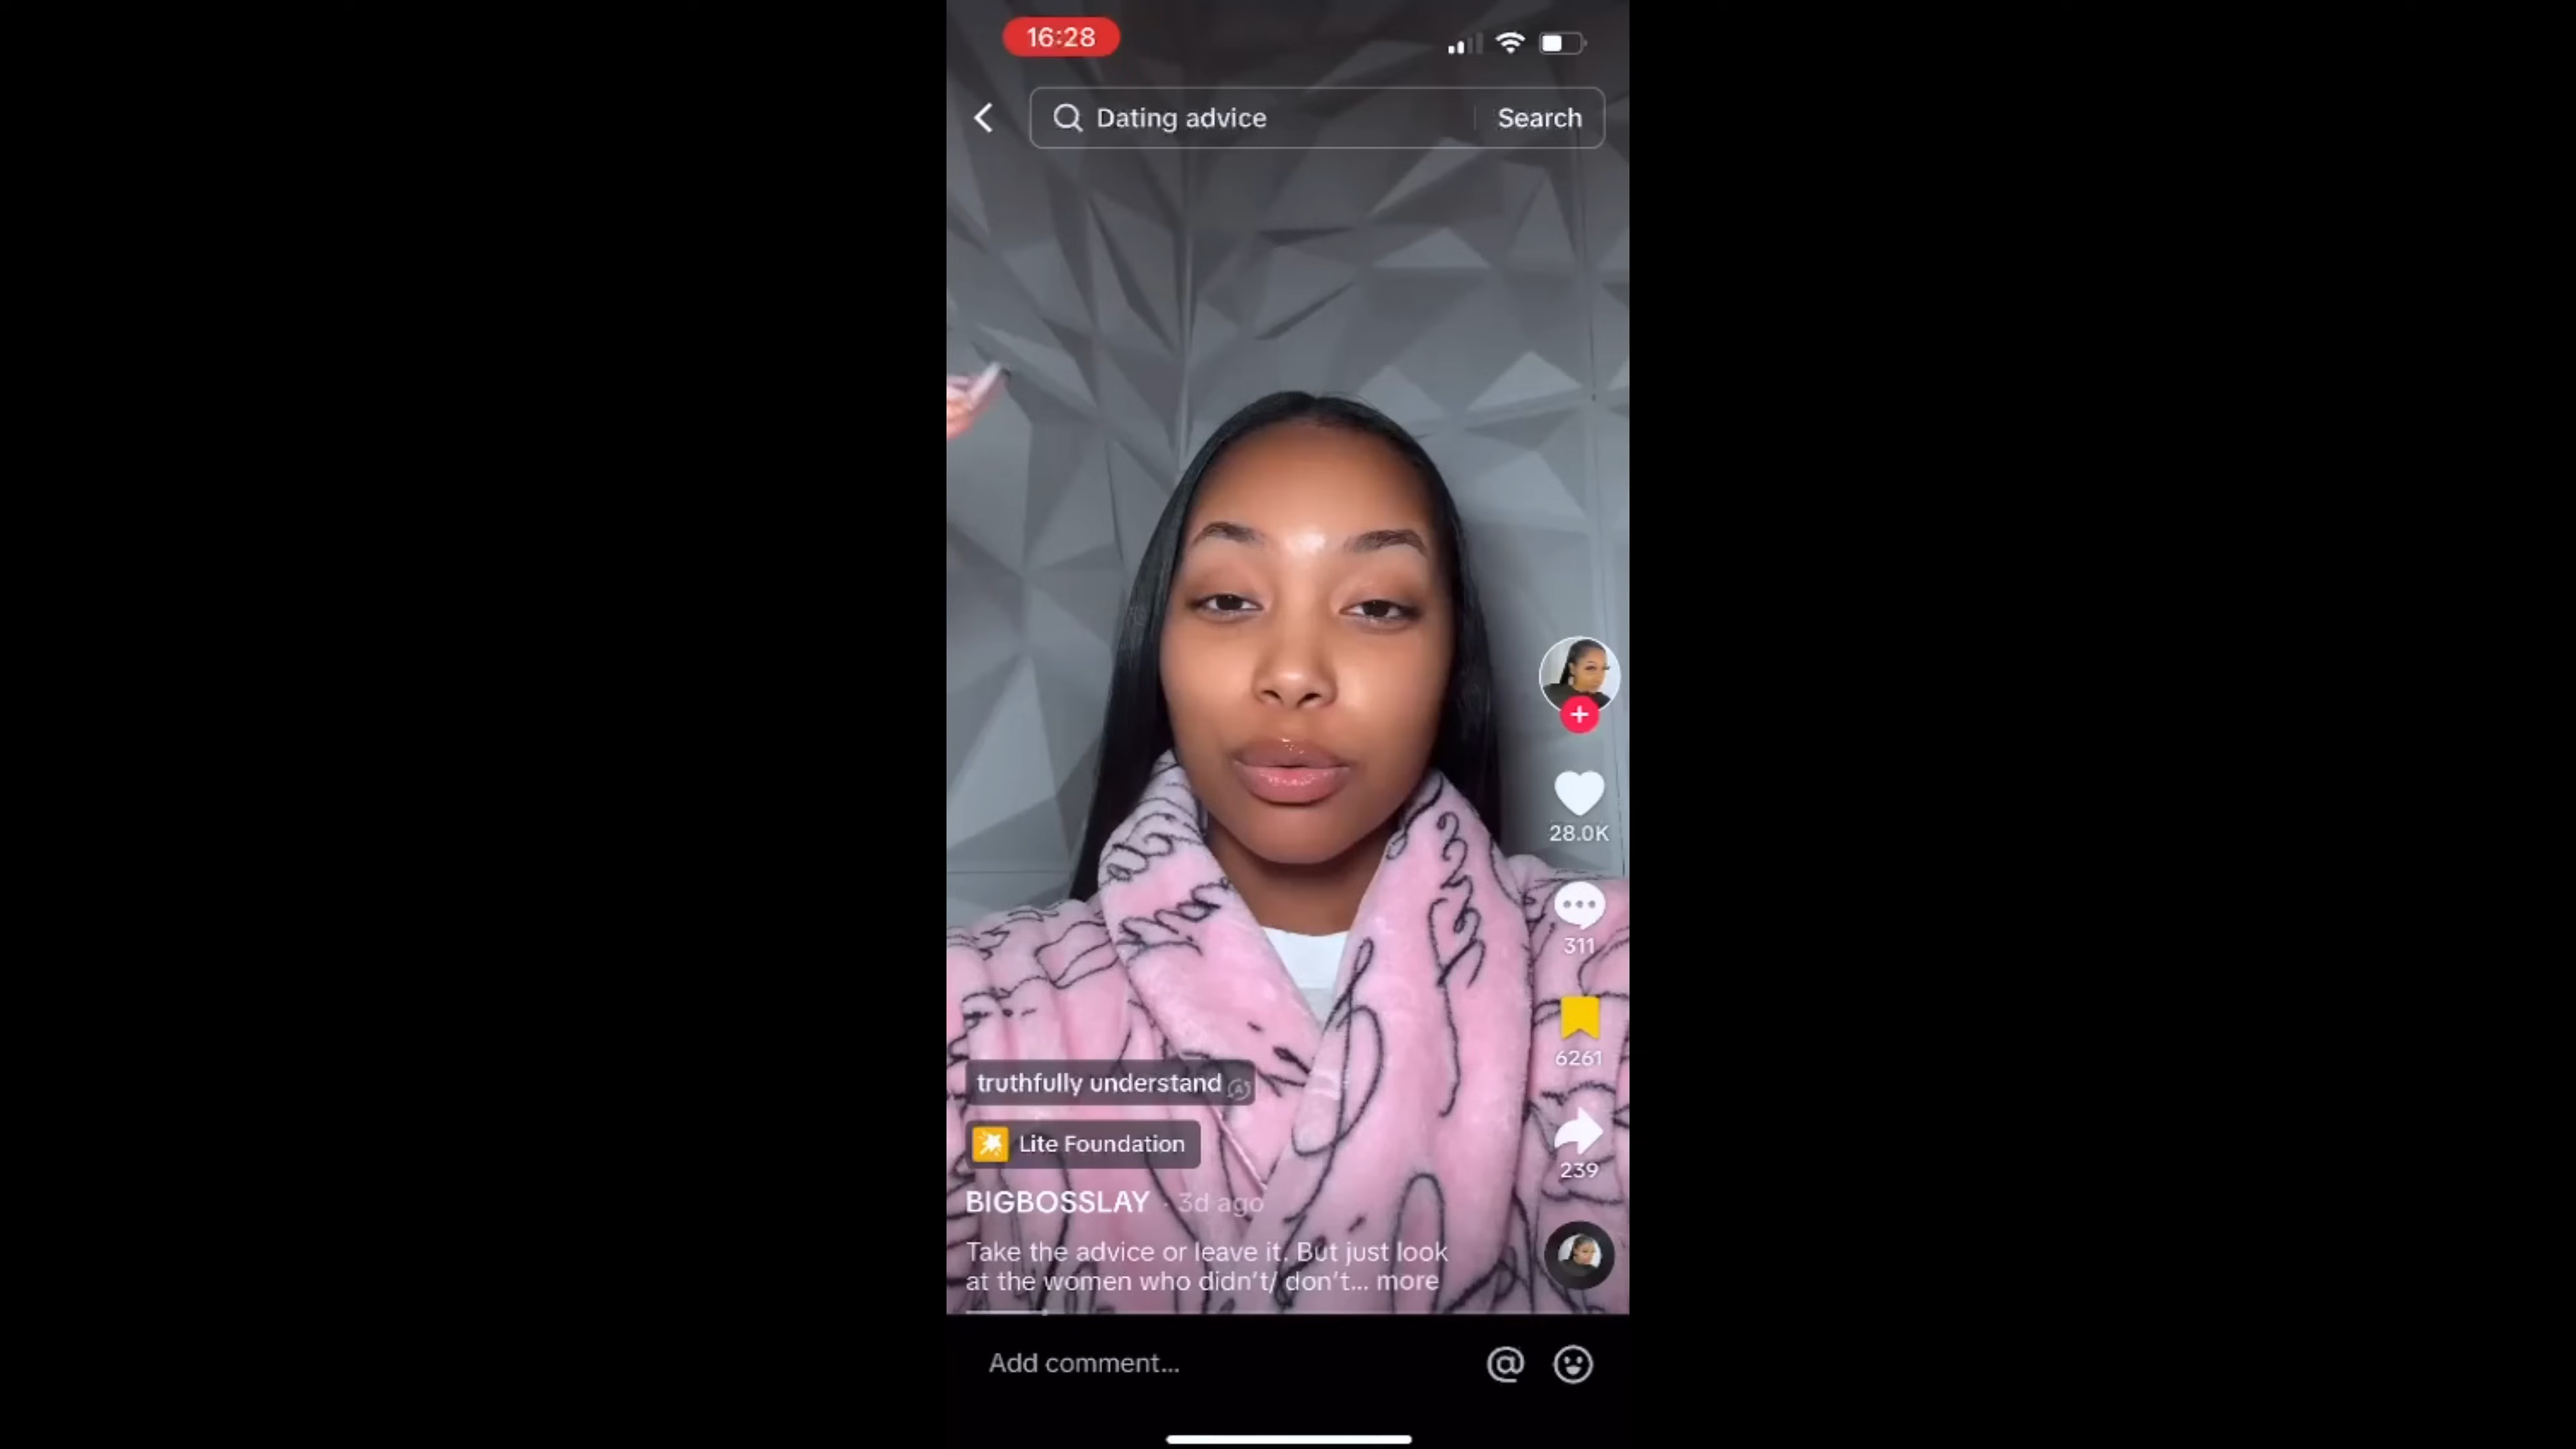 16:28
Dating advice
Search
28.0K
311
6261
239
truthfully understand
Lite Foundation
BIGBOSSLAY · 3d ago
Take the advice or leave it. But just look
at the women who didn't/ don't... more
Add comment...